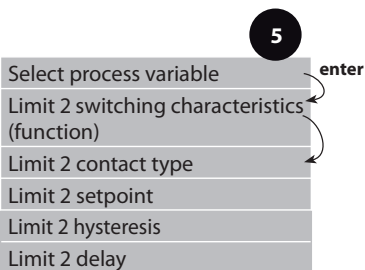 5
Select process variable
enter
Limit 2 switching characteristics
(function)
Limit 2 contact type
Limit 2 setpoint
Limit 2 hysteresis
Limit 2 delay